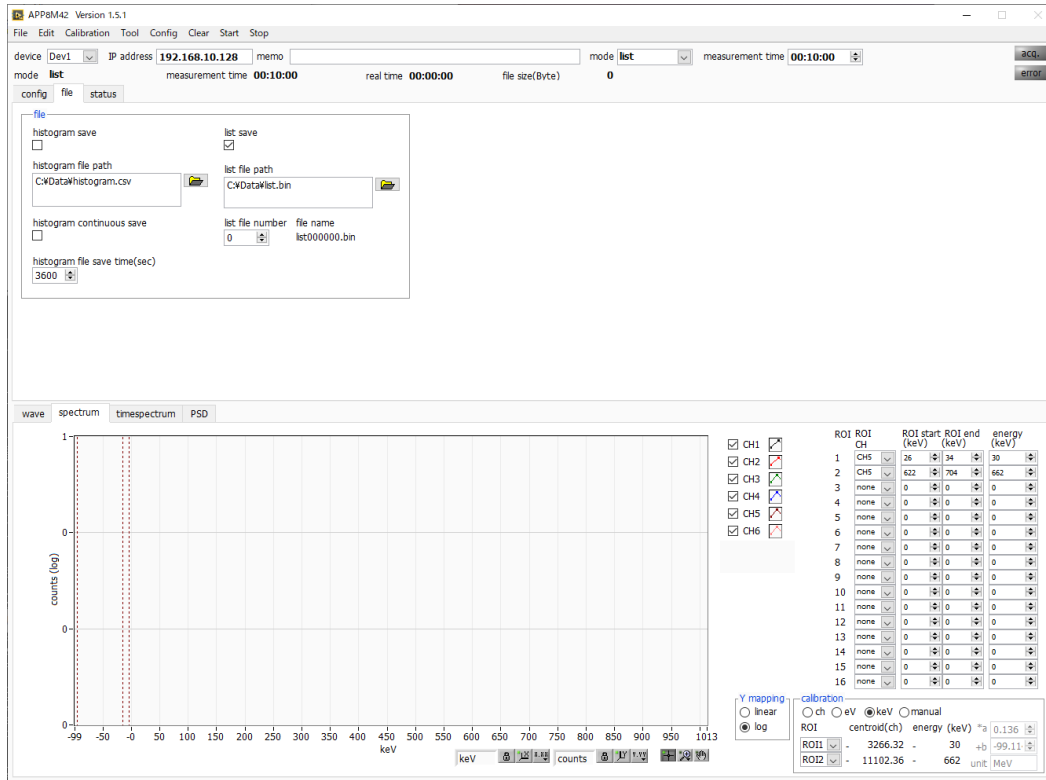 APP8M42 Version 1.5.1
File Edit Calibration Tool Config Clear Start Stop
device Dev1 IP address 192.168.10.128 memo mode list measurement time 00:10:00 acq.
mode list measurement time 00:10:00 real time 00:00:00 file size(Byte) 0 error
config file status
file
histogram save list save
histogram file path list file path
C:¥Data¥histogram.csv C:¥Data¥list.bin
histogram continuous save list file number file name
0 list000000.bin
histogram file save time(sec)
3600
wave spectrum timespectrum PSD
ROI ROI CH ROI start (keV) ROI end (keV) energy (keV)
1 CH5 26 34 30
2 CH5 622 704 662
3 none 0 0 0
4 none 0 0 0
5 none 0 0 0
6 none 0 0 0
7 none 0 0 0
8 none 0 0 0
9 none 0 0 0
10 none 0 0 0
11 none 0 0 0
12 none 0 0 0
13 none 0 0 0
14 none 0 0 0
15 none 0 0 0
16 none 0 0 0
CH1
CH2
CH3
CH4
CH5
CH6
counts (log)
1-
0-
0-
0-
-99 -50 -0 50 100 150 200 250 300 350 400 450 500 550 600 650 700 750 800 850 900 950 1013
keV
keV counts
Y mapping
linear
log
calibration
ch eV keV manual
ROI centroid(ch) energy (keV) *a 0.136
ROI1 - 3266.32 - 30 +b -99.11
ROI2 - 11102.36 - 662 unit MeV